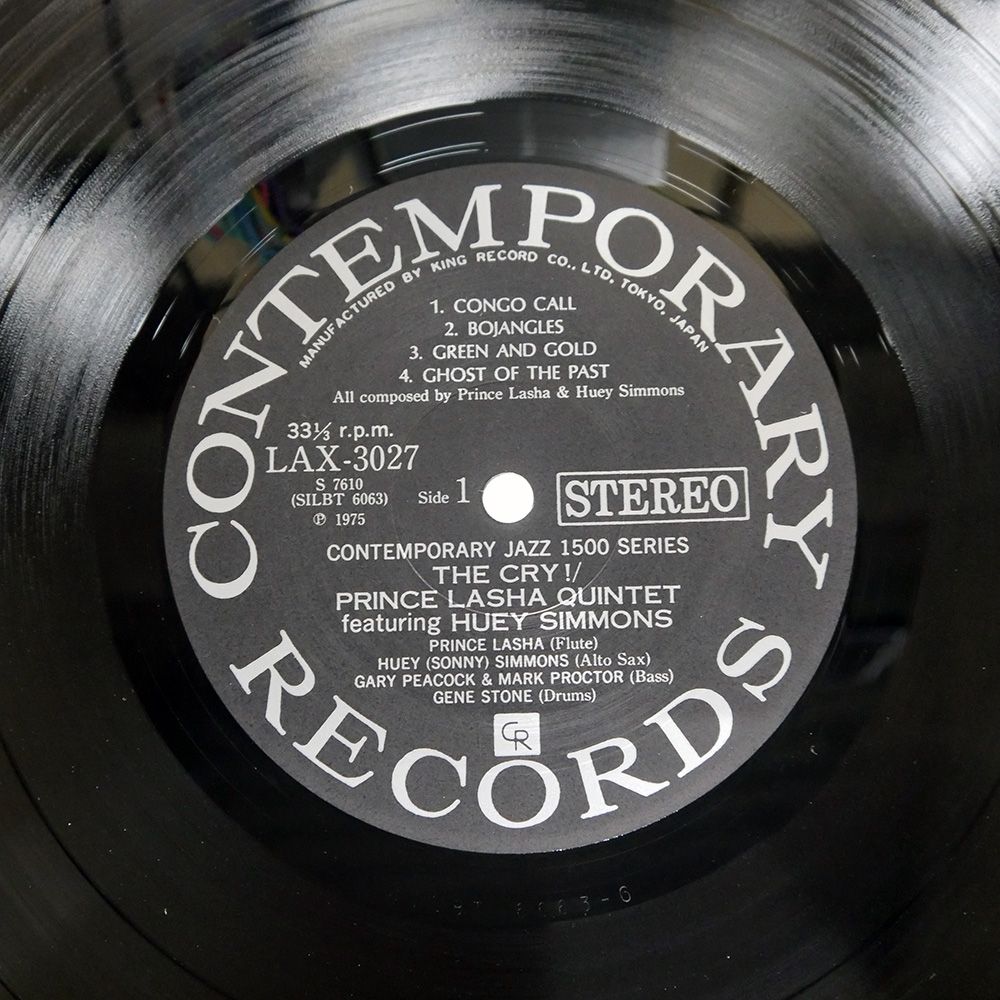 CONTEMPORARY
MANUFACTURED BY KING RECORD CO., LTD, TOKYO, JAPAN
1. CONGO CALL
2. BOJANGLES
3. GREEN AND GOLD
4. GHOST OF THE PAST
All composed by Prince Lasha & Huey Simmons
33⅓ r.p.m.
LAX-3027
S 7610
(SILBT 6063)
℗ 1975
Side 1
STEREO
CONTEMPORARY JAZZ 1500 SERIES
THE CRY!/
PRINCE LASHA QUINTET
featuring HUEY SIMMONS
PRINCE LASHA (Flute)
HUEY (SONNY) SIMMONS (Alto Sax)
GARY PEACOCK & MARK PROCTOR (Bass)
GENE STONE (Drums)
CR
RECORDS